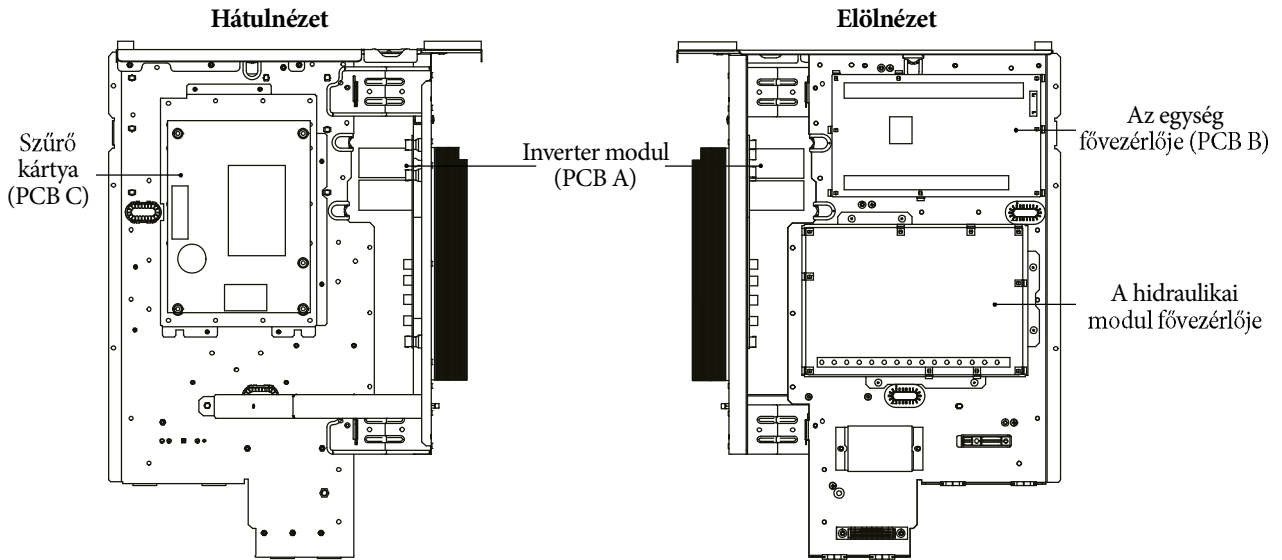 Hátulnézet
Elölnézet
Szűrő
kártya
(PCB C)
Inverter modul
(PCB A)
Az egység
fővezérlője (PCB B)
A hidraulikai
modul fővezérlője